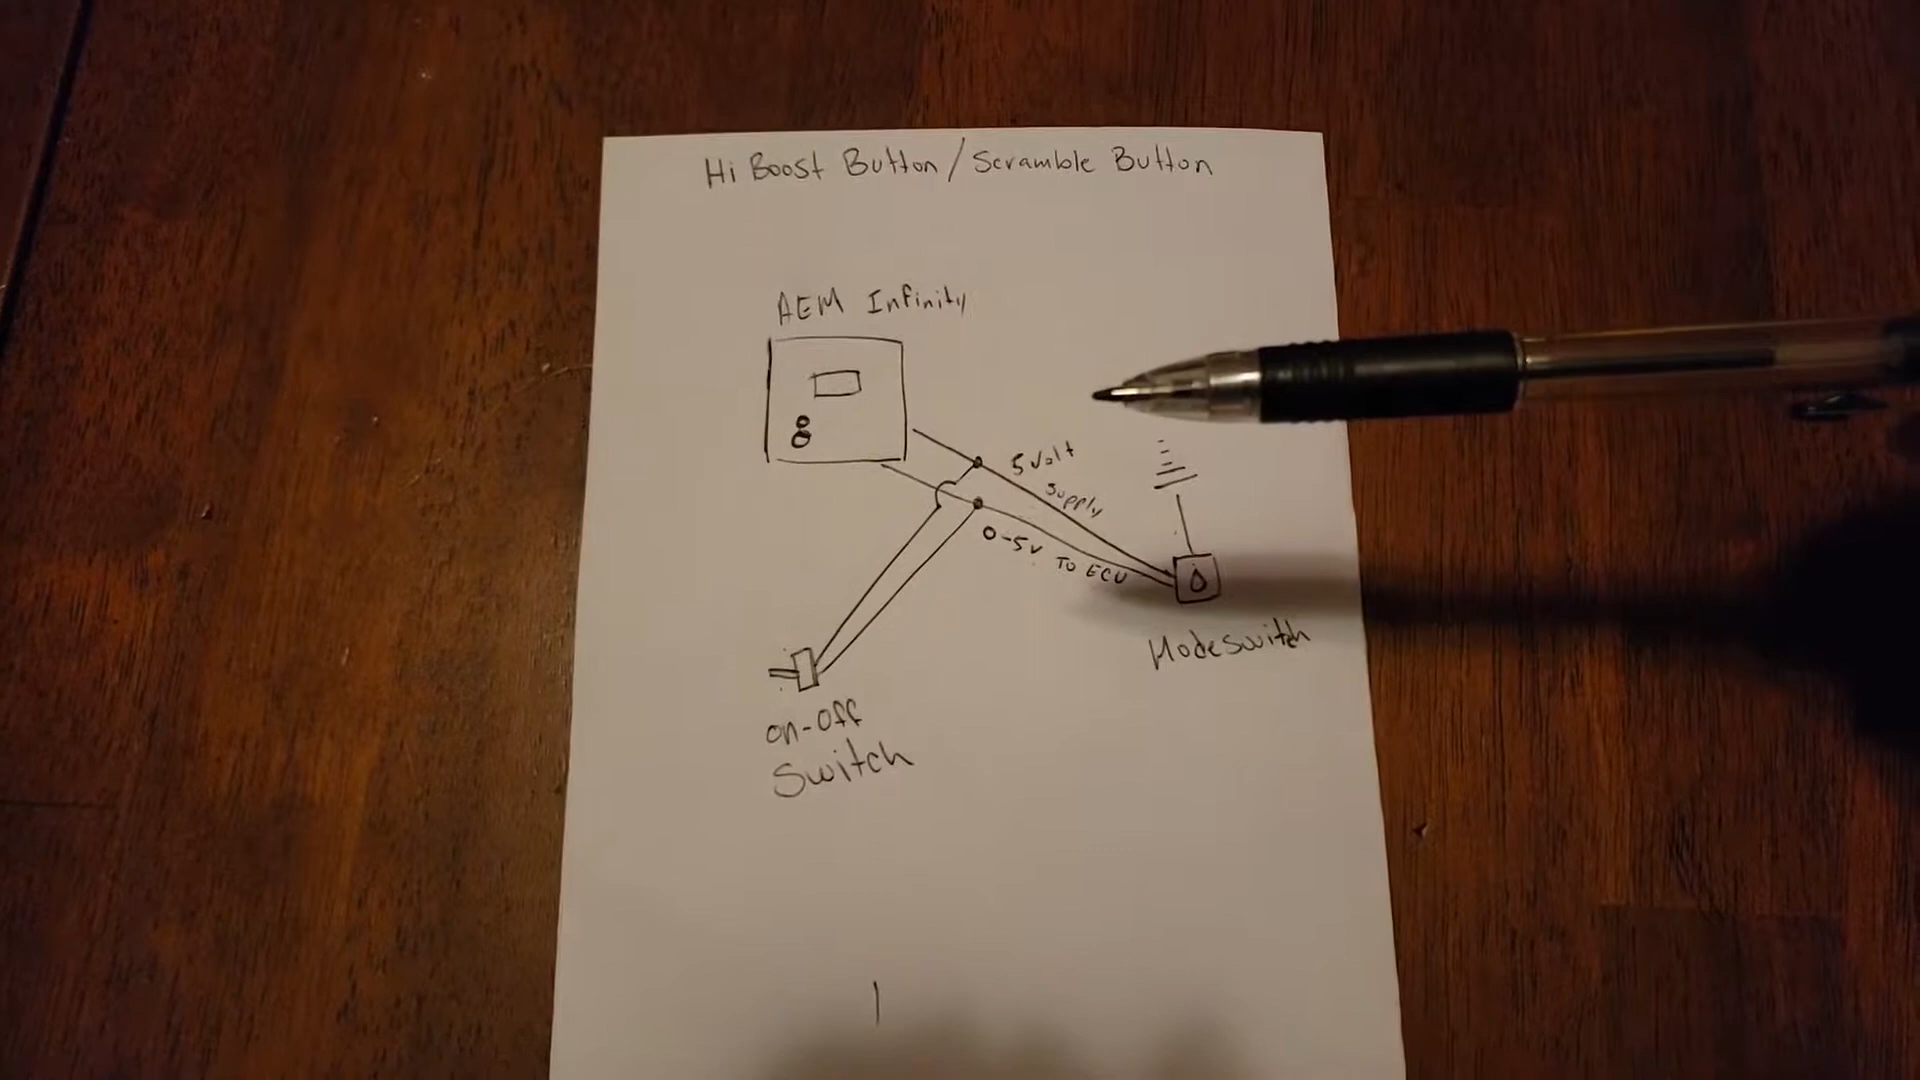 Hi Boost Button / Scramble Button
AEM Infinity
5 volt
supply
0-5v TO ECU
Modeswitch
on-off
Switch